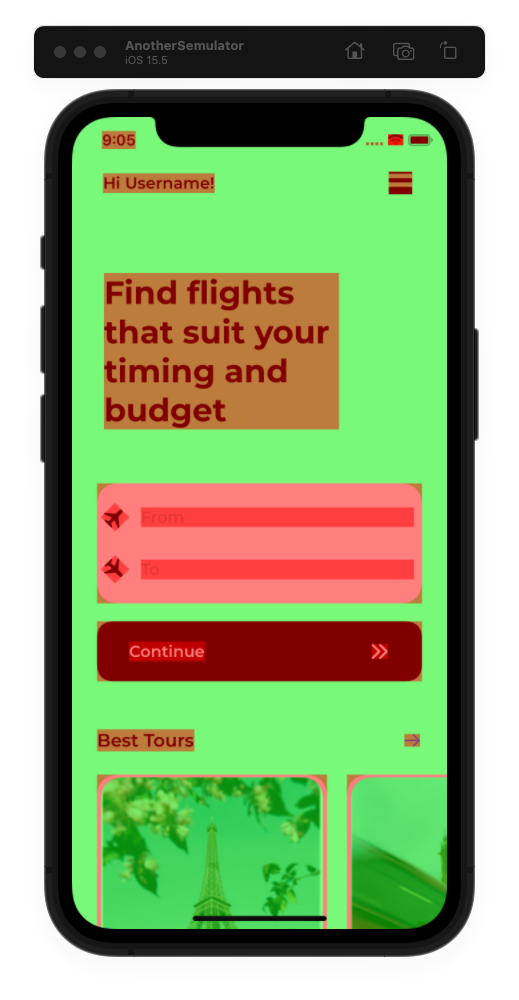 AnotherSemulator
iOS 15.5
9:05
Hi Username!
Find flights
that suit your
timing and
budget
From
To
Continue
Best Tours